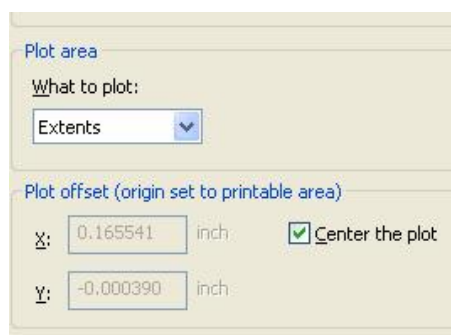 Plot area
What to plot:
Extents
Plot offset (origin set to printable area)
X: 0.165541 inch
Center the plot
Y: -0.000390 inch